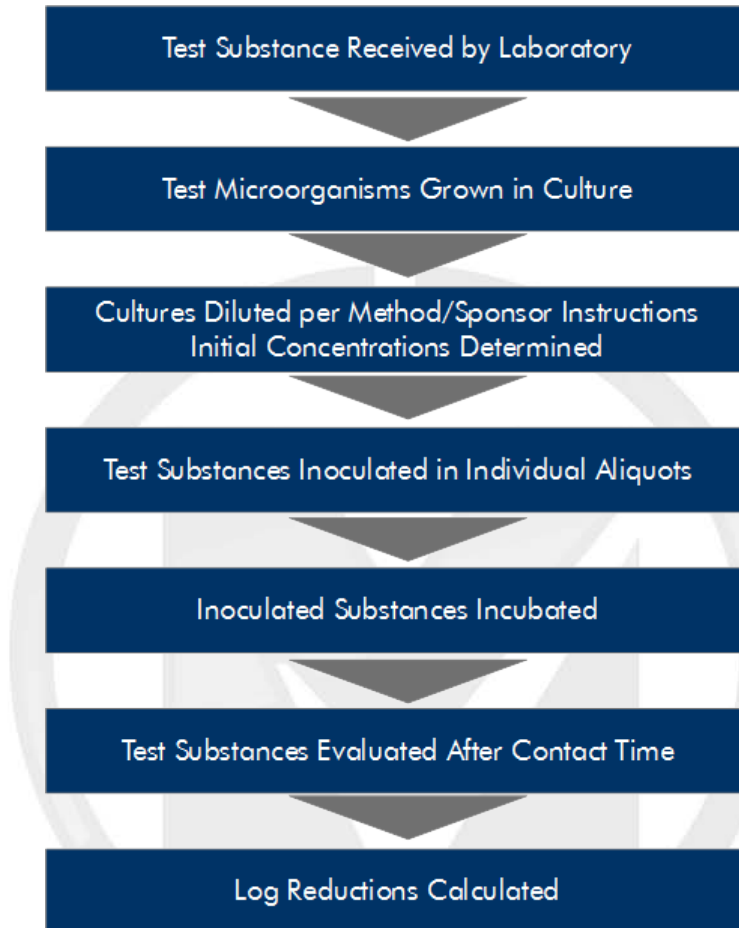 Test Substance Received by Laboratory
Test Microorganisms Grown in Culture
Cultures Diluted per Method/Sponsor Instructions
Initial Concentrations Determined
Test Substances Inoculated in Individual Aliquots
Inoculated Substances Incubated
Test Substances Evaluated After Contact Time
Log Reductions Calculated